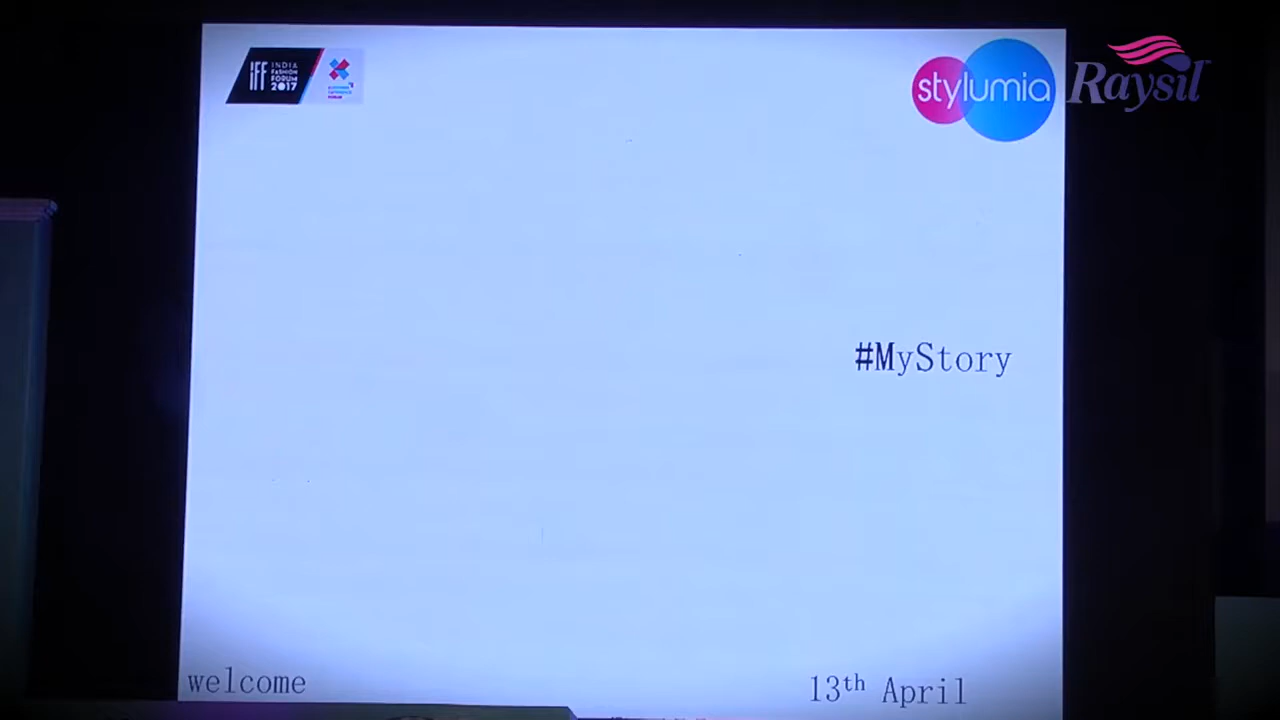 IFF
INDIA
FASHION
FORUM
2017
stylumia
Raysil
#MyStory
welcome
13th April